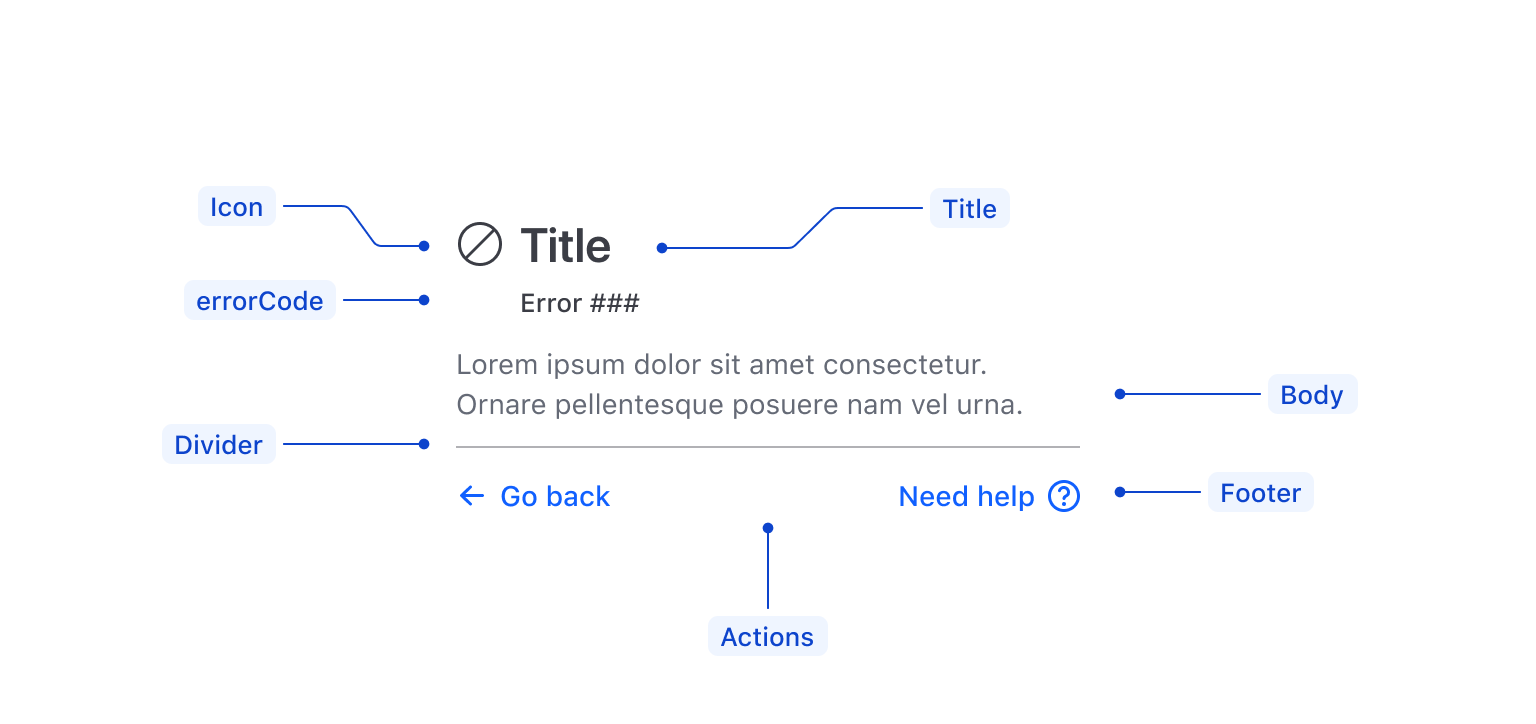 Icon
Title
Title
errorCode
Error ###
Lorem ipsum dolor sit amet consectetur.
Ornare pellentesque posuere nam vel urna.
Body
Divider
Go back
Need help
Footer
Actions